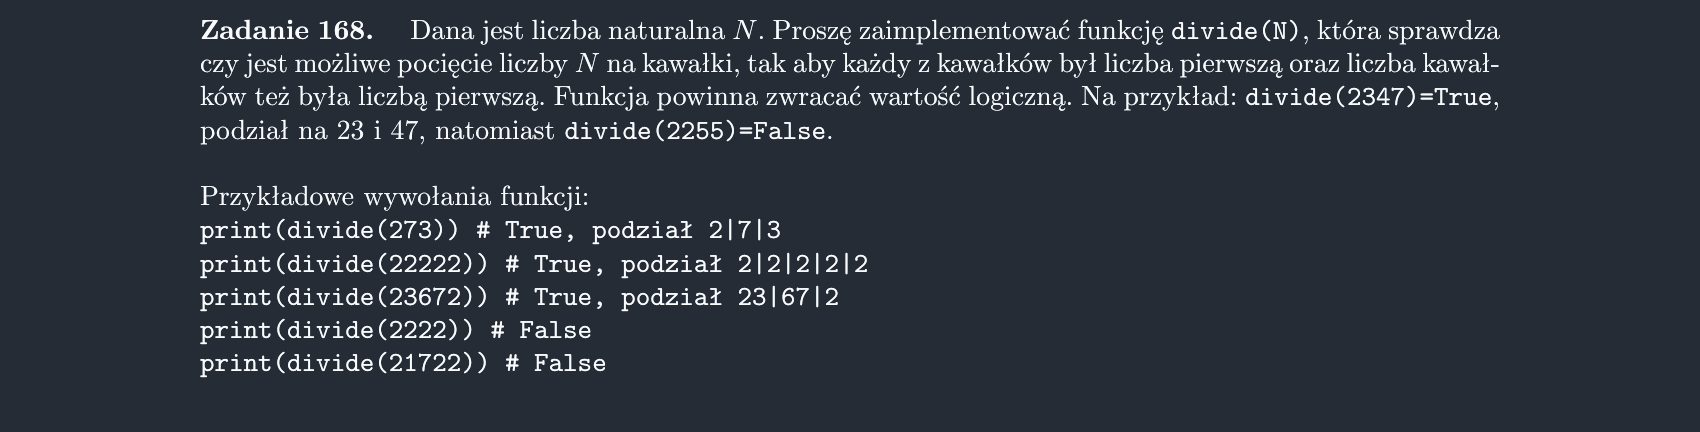 Zadanie 168. Dana jest liczba naturalna N. Proszę zaimplementować funkcję divide(N), która sprawdza
czy jest możliwe pocięcie liczby N na kawałki, tak aby każdy z kawałków był liczba pierwszą oraz liczba kawał-
ków też była liczbą pierwszą. Funkcja powinna zwracać wartość logiczną. Na przykład: divide(2347)=True,
podział na 23 i 47, natomiast divide(2255)=False.
Przykładowe wywołania funkcji:
print(divide(273)) # True, podział 2|7|3
print(divide(22222)) # True, podział 2|2|2|2|2
print(divide(23672)) # True, podział 23|67|2
print(divide(2222)) # False
print(divide(21722)) # False